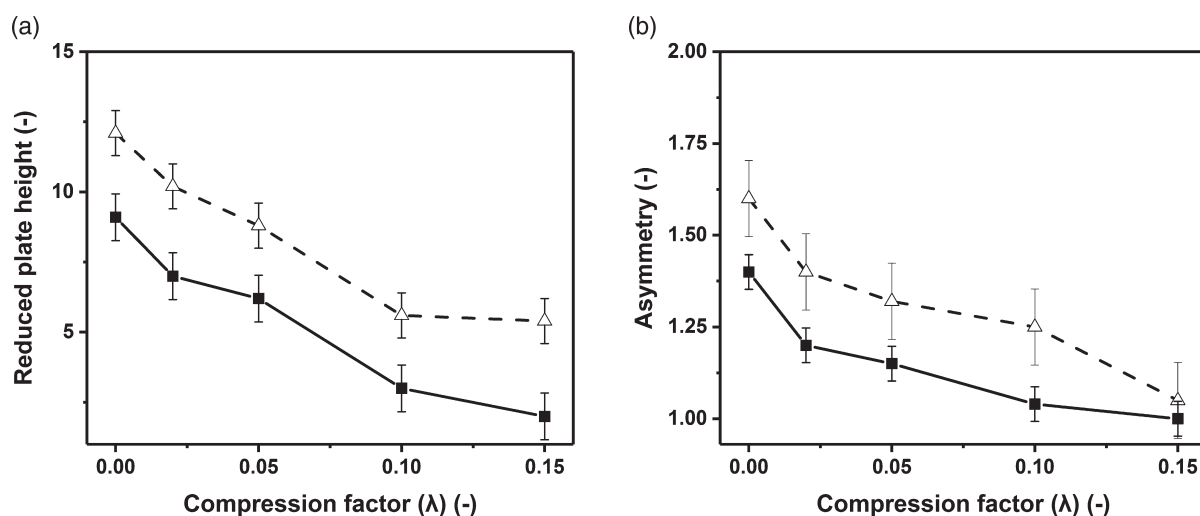 (a)
15
10
5
Reduced plate height (-)
0.00 0.05 0.10 0.15
Compression factor (λ) (-)
(b)
2.00
1.75
1.50
1.25
1.00
Asymmetry (-)
0.00 0.05 0.10 0.15
Compression factor (λ) (-)